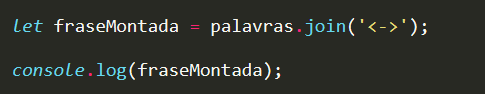 let fraseMontada = palavras.join('<->');
console.log(fraseMontada);